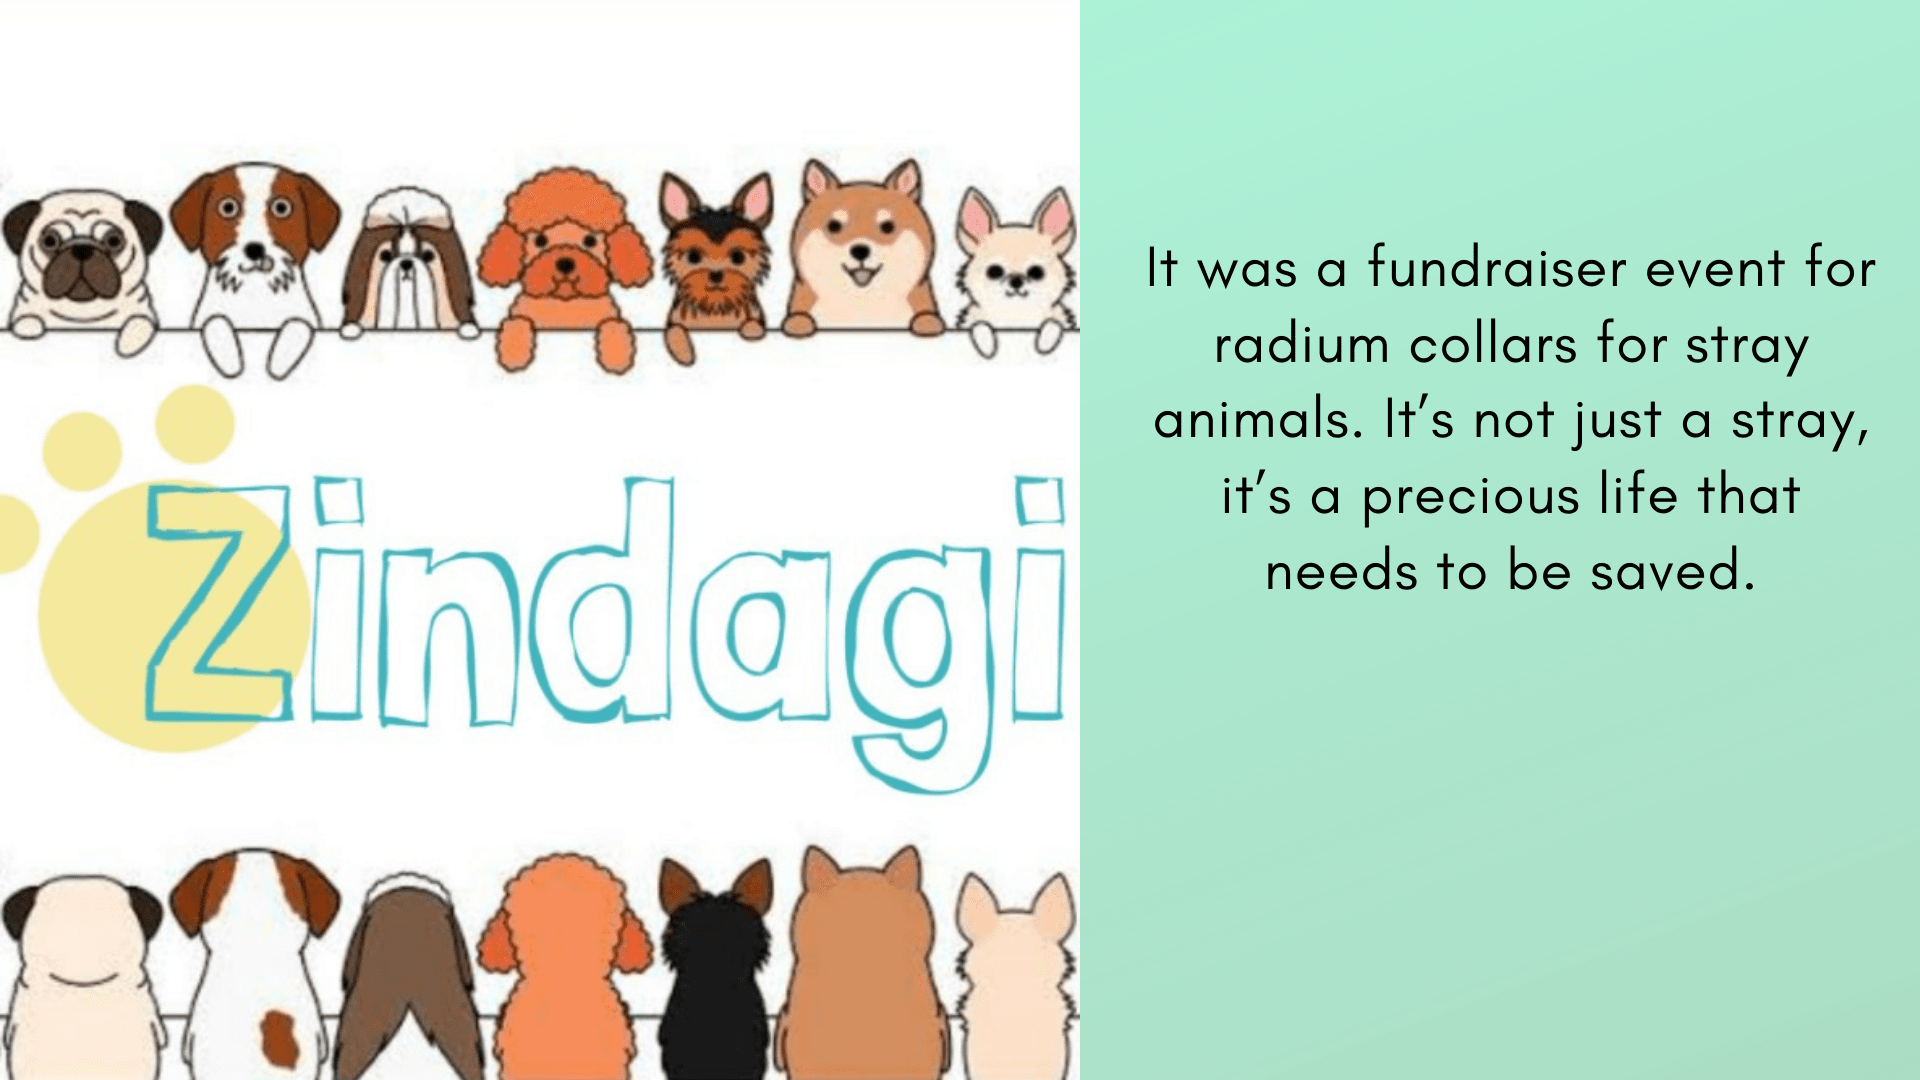 Zindagi
It was a fundraiser event for
radium collars for stray
animals. It's not just a stray,
it's a precious life that
needs to be saved.